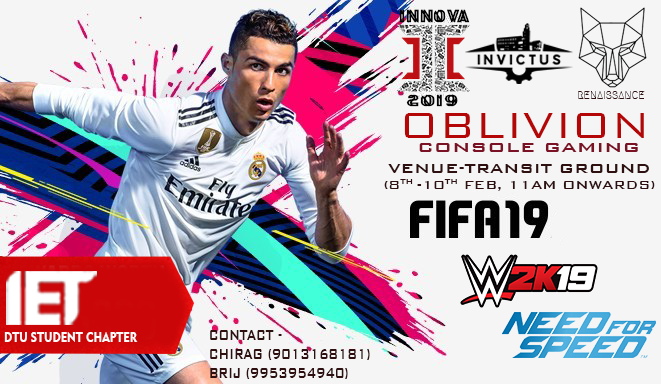 INNOVA
2019
INVICTUS
RENAISSANCE
OBLIVION
CONSOLE GAMING
VENUE-TRANSIT GROUND
(8TH -10TH FEB, 11AM ONWARDS)
FIFA19
W2K19
NEED FOR
SPEED
adidas
Fly
Emirates
IET
DTU STUDENT CHAPTER
CONTACT -
CHIRAG (9013168181)
BRIJ (9953954940)